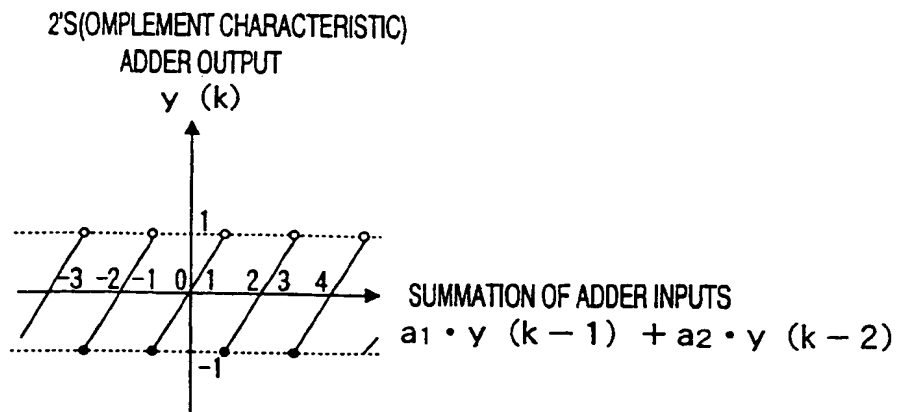 2'S(OMPLEMENT CHARACTERISTIC)
ADDER OUTPUT
y (k)
1
-3 -2 -1 0 1 2 3 4
SUMMATION OF ADDER INPUTS
a1・y (k-1) +a2・y (k-2)
-1